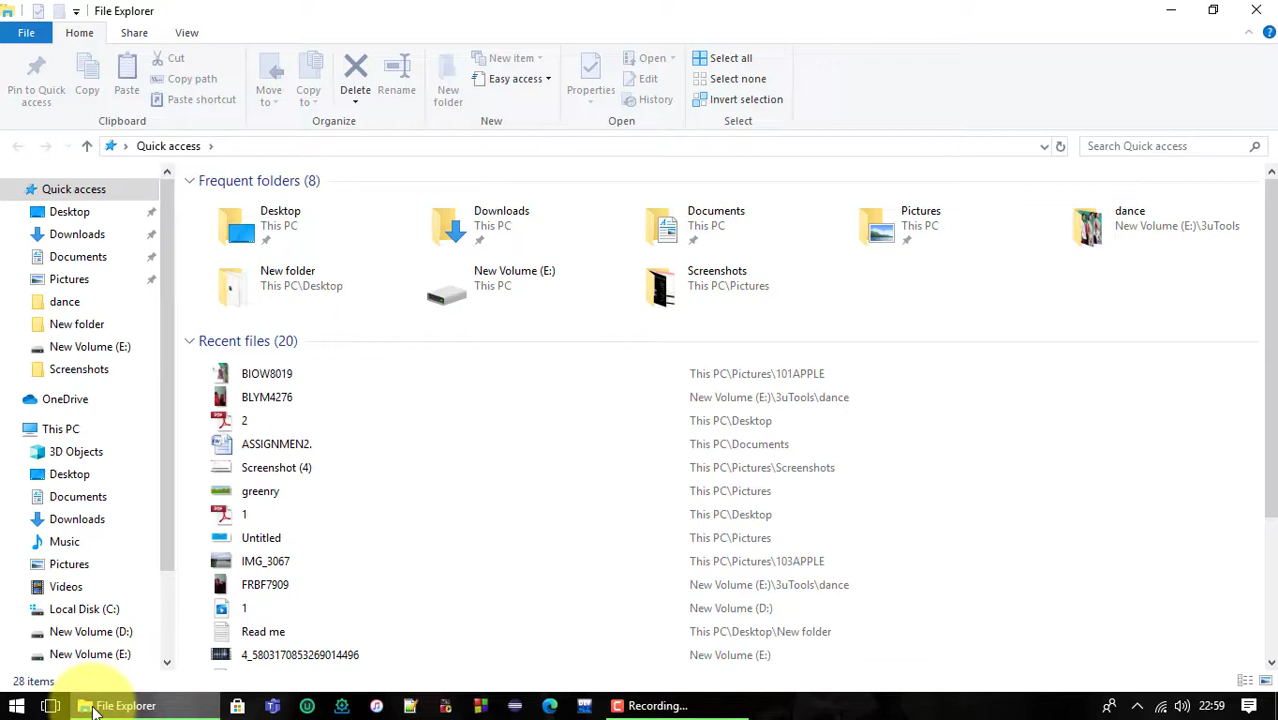 File Explorer
File Home Share View
Pin to Quick access
Copy
Paste
Cut
Copy path
Paste shortcut
Clipboard
Move to
Copy to
Delete
Rename
Organize
New folder
New item
Easy access
New
Properties
Open
Edit
History
Open
Select all
Select none
Invert selection
Select
Quick access
Search Quick access
Quick access
Desktop
Downloads
Documents
Pictures
dance
New folder
New Volume (E:)
Screenshots
OneDrive
This PC
3D Objects
Desktop
Documents
Downloads
Music
Pictures
Videos
Local Disk (C:)
New Volume (D:)
New Volume (E:)
Frequent folders (8)
Desktop
This PC
Downloads
This PC
Documents
This PC
Pictures
This PC
dance
New Volume (E:)\3uTools
New folder
This PC\Desktop
New Volume (E:)
This PC
Screenshots
This PC\Pictures
Recent files (20)
BIOW8019 This PC\Pictures\101APPLE
BLYM4276 New Volume (E:)\3uTools\dance
2 This PC\Desktop
ASSIGNMEN2. This PC\Documents
Screenshot (4) This PC\Pictures\Screenshots
greenry This PC\Pictures
1 This PC\Desktop
Untitled This PC\Pictures
IMG_3067 This PC\Pictures\103APPLE
FRBF7909 New Volume (E:)\3uTools\dance
1 New Volume (D:)
Read me This PC\Desktop\New folder
4_5803170853269014496 New Volume (E:)
28 items
File Explorer
Recording...
22:59